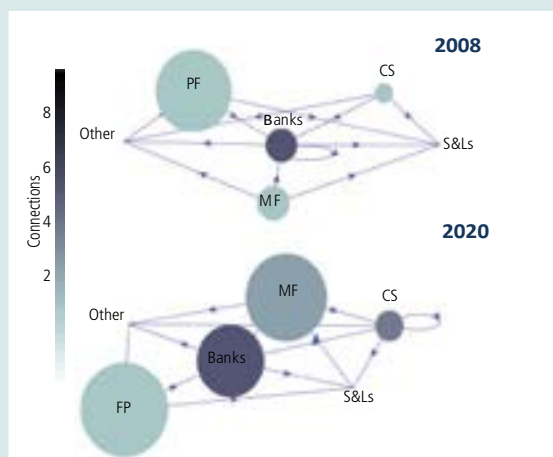 2008
PF
CS
Banks
Other
S&Ls
MF
8
6
4
2
Connections
2020
MF
CS
Other
Banks
S&Ls
FP